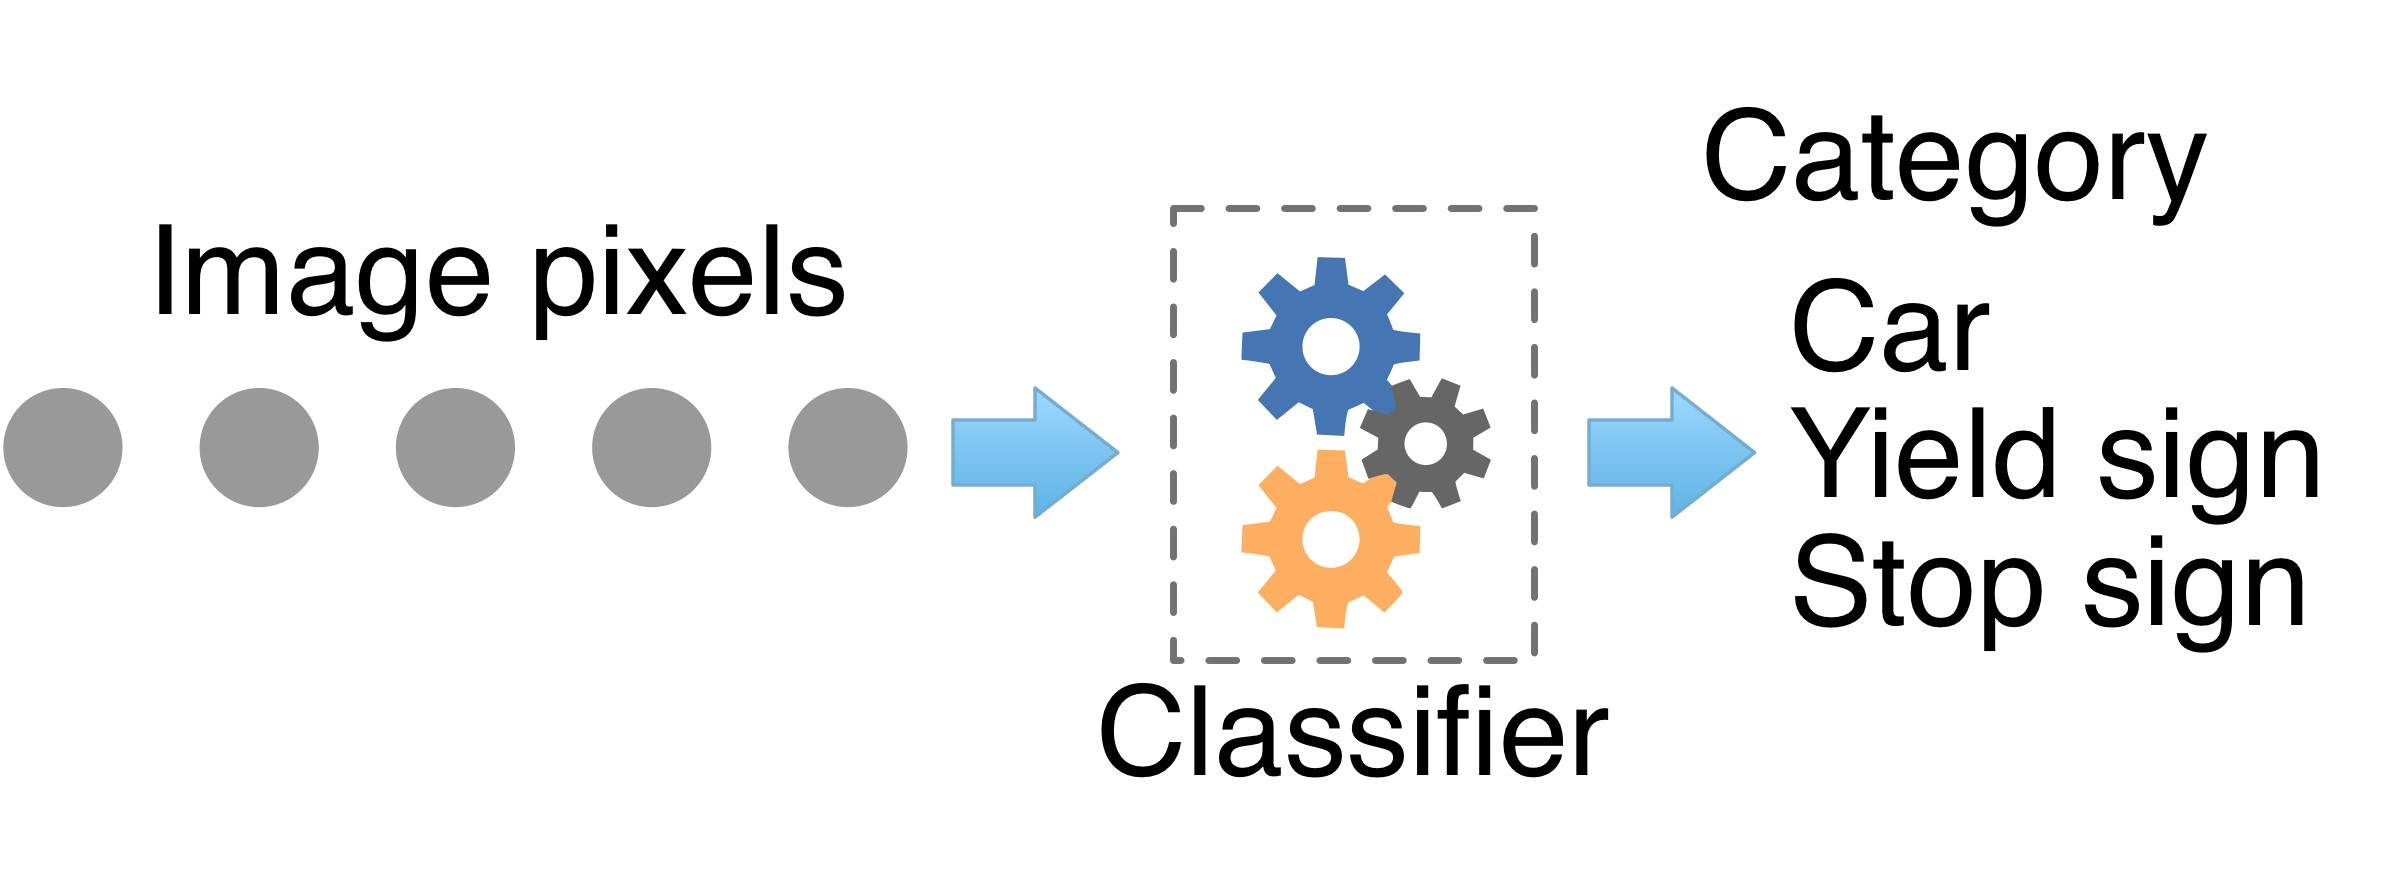 Image pixels
Classifier
Category
Car
Yield sign
Stop sign